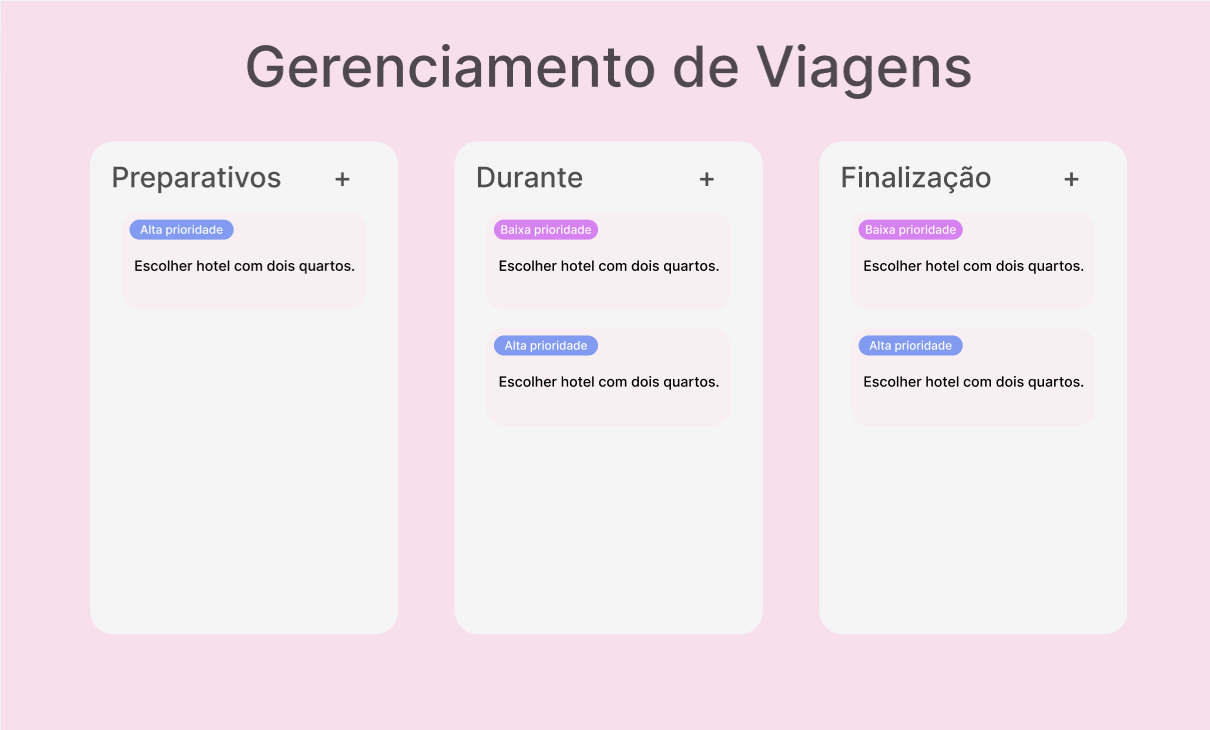 Gerenciamento de Viagens
Preparativos +
Alta prioridade
Escolher hotel com dois quartos.
Durante +
Baixa prioridade
Escolher hotel com dois quartos.
Alta prioridade
Escolher hotel com dois quartos.
Finalização +
Baixa prioridade
Escolher hotel com dois quartos.
Alta prioridade
Escolher hotel com dois quartos.